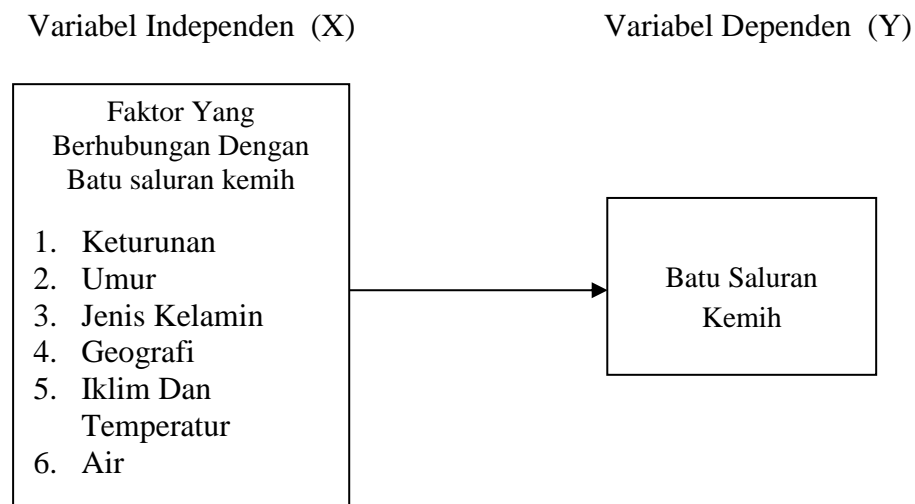 Variabel Independen (X)
Variabel Dependen (Y)
Faktor Yang
Berhubungan Dengan
Batu saluran kemih
1. Keturunan
2. Umur
3. Jenis Kelamin
4. Geografi
5. Iklim Dan
Temperatur
6. Air
Batu Saluran
Kemih